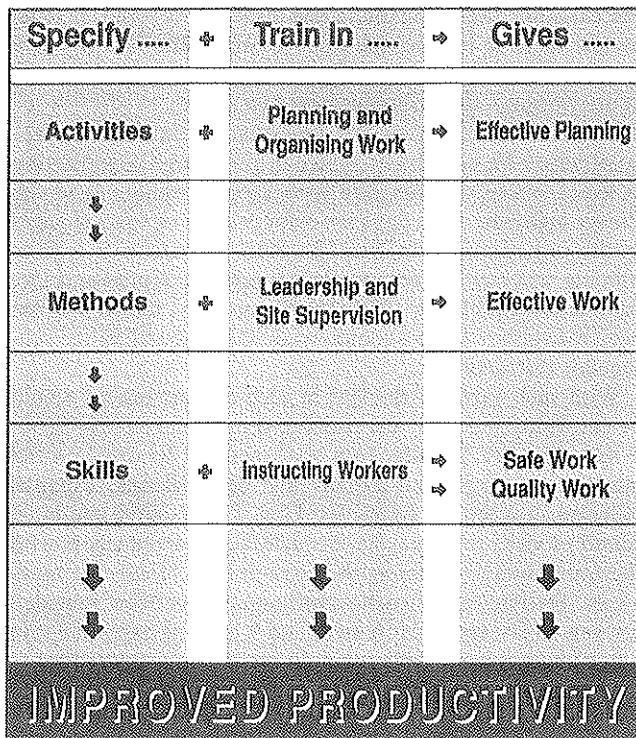 Specify ..... + Train In ..... ⇨ Gives .....
Activities + Planning and Organising Work ⇨ Effective Planning
Methods + Leadership and Site Supervision ⇨ Effective Work
Skills + Instructing Workers ⇨ Safe Work
⇨ Quality Work
IMPROVED PRODUCTIVITY